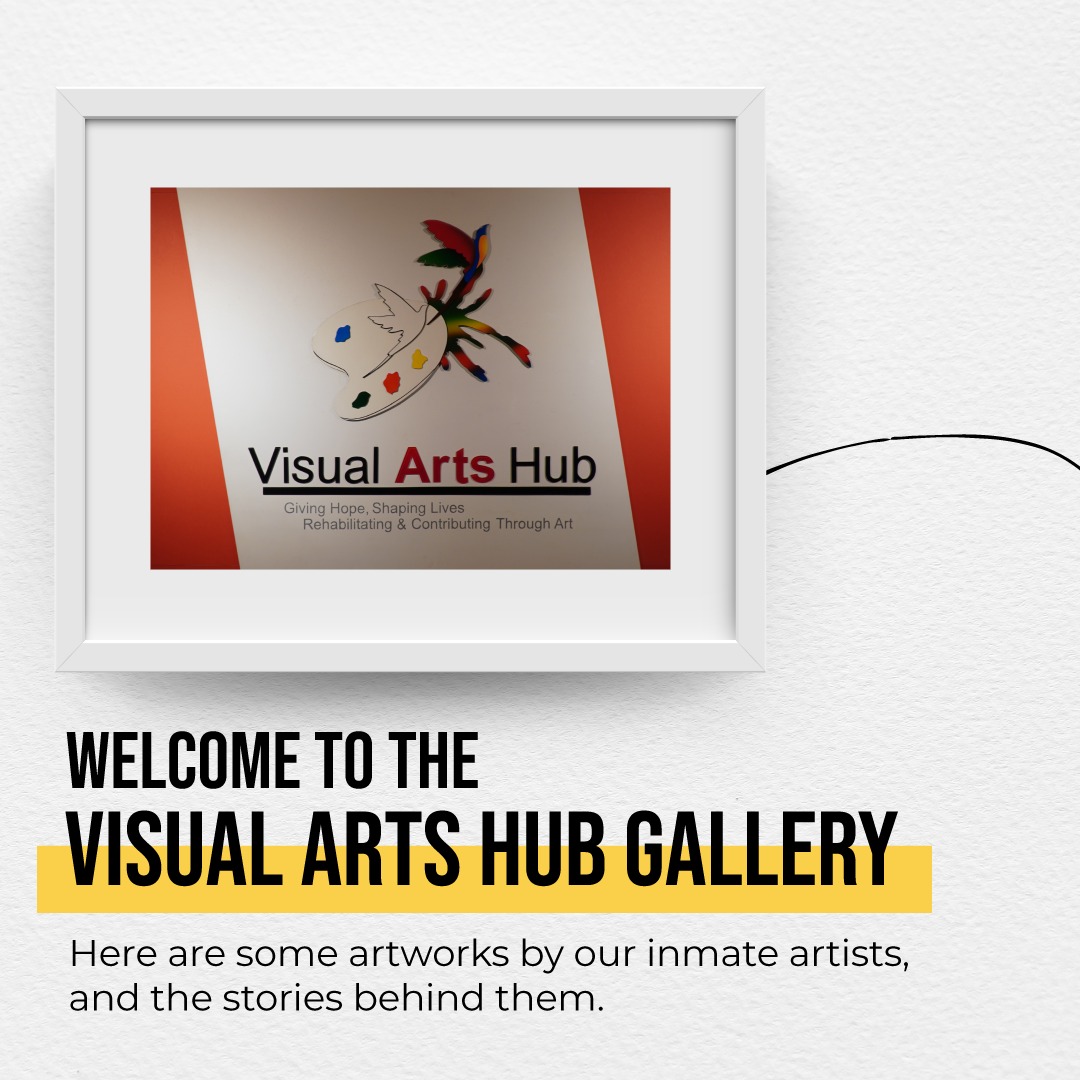 Visual Arts Hub
Giving Hope, Shaping Lives
Rehabilitating & Contributing Through Art
WELCOME TO THE
VISUAL ARTS HUB GALLERY
Here are some artworks by our inmate artists,
and the stories behind them.